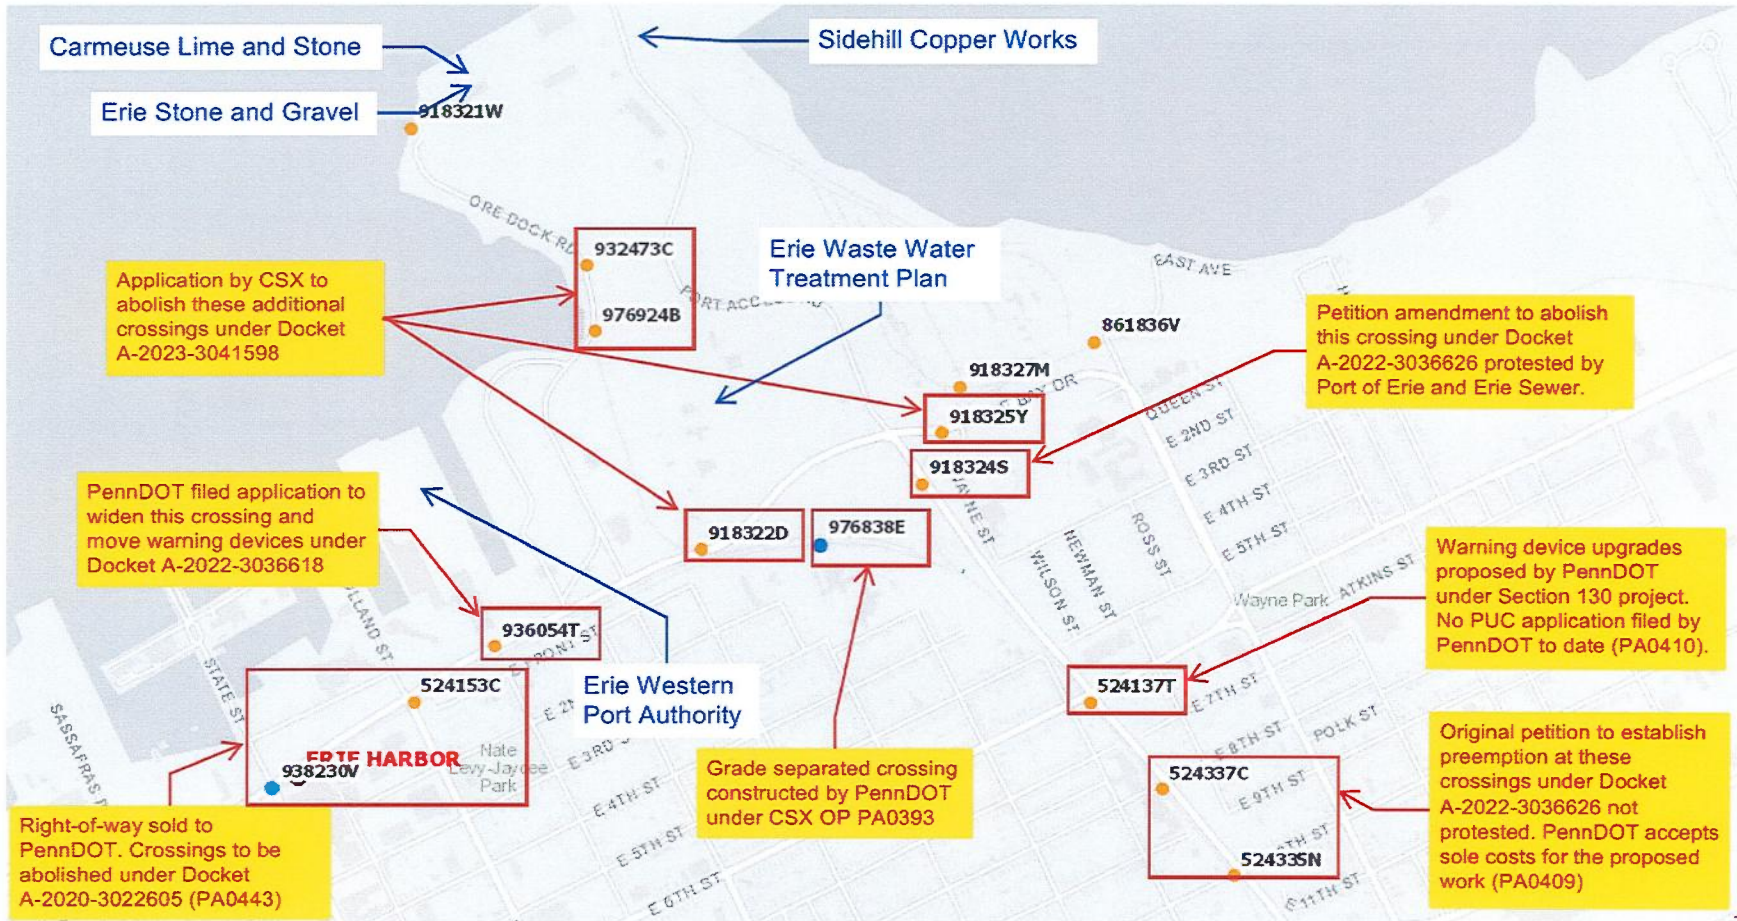 Carmeuse Lime and Stone
Sidehill Copper Works
Erie Stone and Gravel
918321W
ORE DOCK RD
932473C
976924B
Erie Waste Water
Treatment Plan
EAST AVE
Application by CSX to
abolish these additional
crossings under Docket
A-2023-3041598
861836V
Petition amendment to abolish
this crossing under Docket
A-2022-3036626 protested by
Port of Erie and Erie Sewer.
918327M
E BAY DR
918325Y
QUEEN ST
E 2ND ST
918324S
E 3RD ST
E 4TH ST
E 5TH ST
PennDOT filed application to
widen this crossing and
move warning devices under
Docket A-2022-3036618
918322D
976838E
ROSS ST
NEWMAN ST
WILSON ST
Warning device upgrades
proposed by PennDOT
under Section 130 project.
No PUC application filed by
PennDOT to date (PA0410).
Wayne Park
ATKINS ST
936054T
STATE ST
524153C
Erie Western
Port Authority
524137T
E 7TH ST
SASSAFRAS
ERIE HARBOR
938230V
Nate
Levy-Jaycee
Park
E 3RD
E 4TH ST
E 5TH ST
E 6TH ST
Grade separated crossing
constructed by PennDOT
under CSX OP PA0393
POLK ST
E 8TH ST
524337C
E 9TH ST
52433SN
Original petition to establish
preemption at these
crossings under Docket
A-2022-3036626 not
protested. PennDOT accepts
sole costs for the proposed
work (PA0409)
Right-of-way sold to
PennDOT. Crossings to be
abolished under Docket
A-2020-3022605 (PA0443)